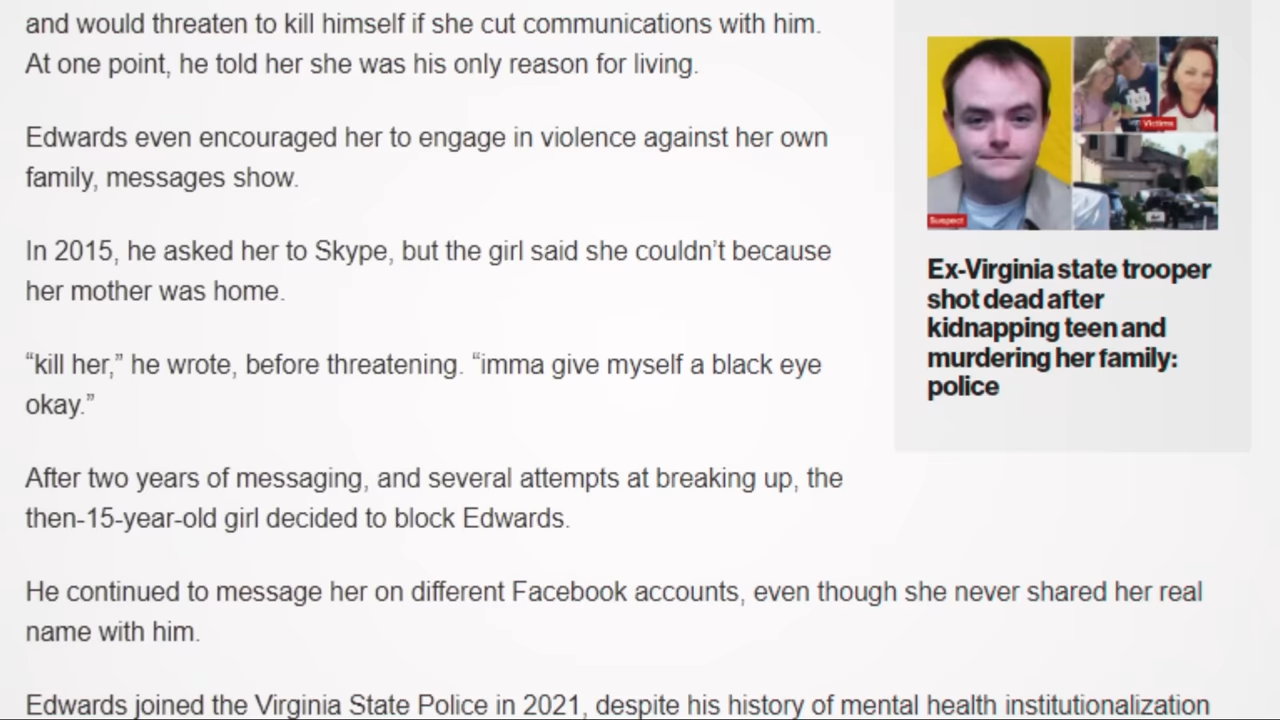 and would threaten to kill himself if she cut communications with him.
At one point, he told her she was his only reason for living.
Edwards even encouraged her to engage in violence against her own
family, messages show.
In 2015, he asked her to Skype, but the girl said she couldn’t because
her mother was home.
“kill her,” he wrote, before threatening. “imma give myself a black eye
okay.”
After two years of messaging, and several attempts at breaking up, the
then-15-year-old girl decided to block Edwards.
He continued to message her on different Facebook accounts, even though she never shared her real
name with him.
Edwards joined the Virginia State Police in 2021, despite his history of mental health institutionalization
Victims
Suspect
Ex-Virginia state trooper
shot dead after
kidnapping teen and
murdering her family:
police